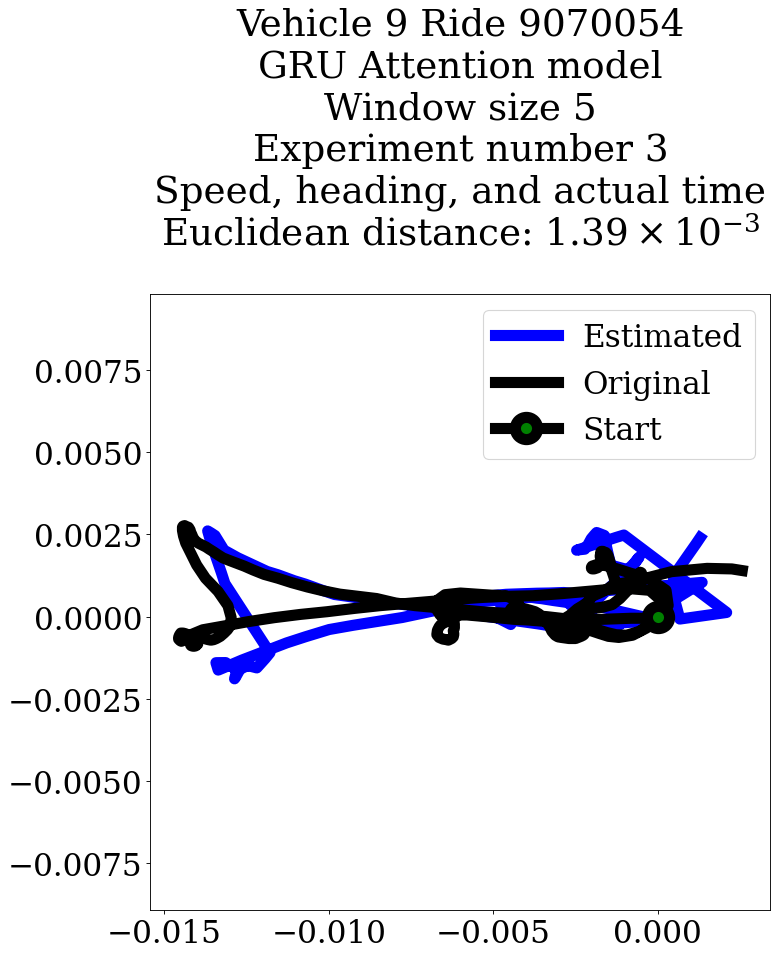 Vehicle 9 Ride 9070054
GRU Attention model
Window size 5
Experiment number 3
Speed, heading, and actual time
Euclidean distance: 1.39 × 10⁻³
Estimated
Original
Start
0.0075
0.0050
0.0025
0.0000
−0.0025
−0.0050
−0.0075
−0.015 −0.010 −0.005 0.000